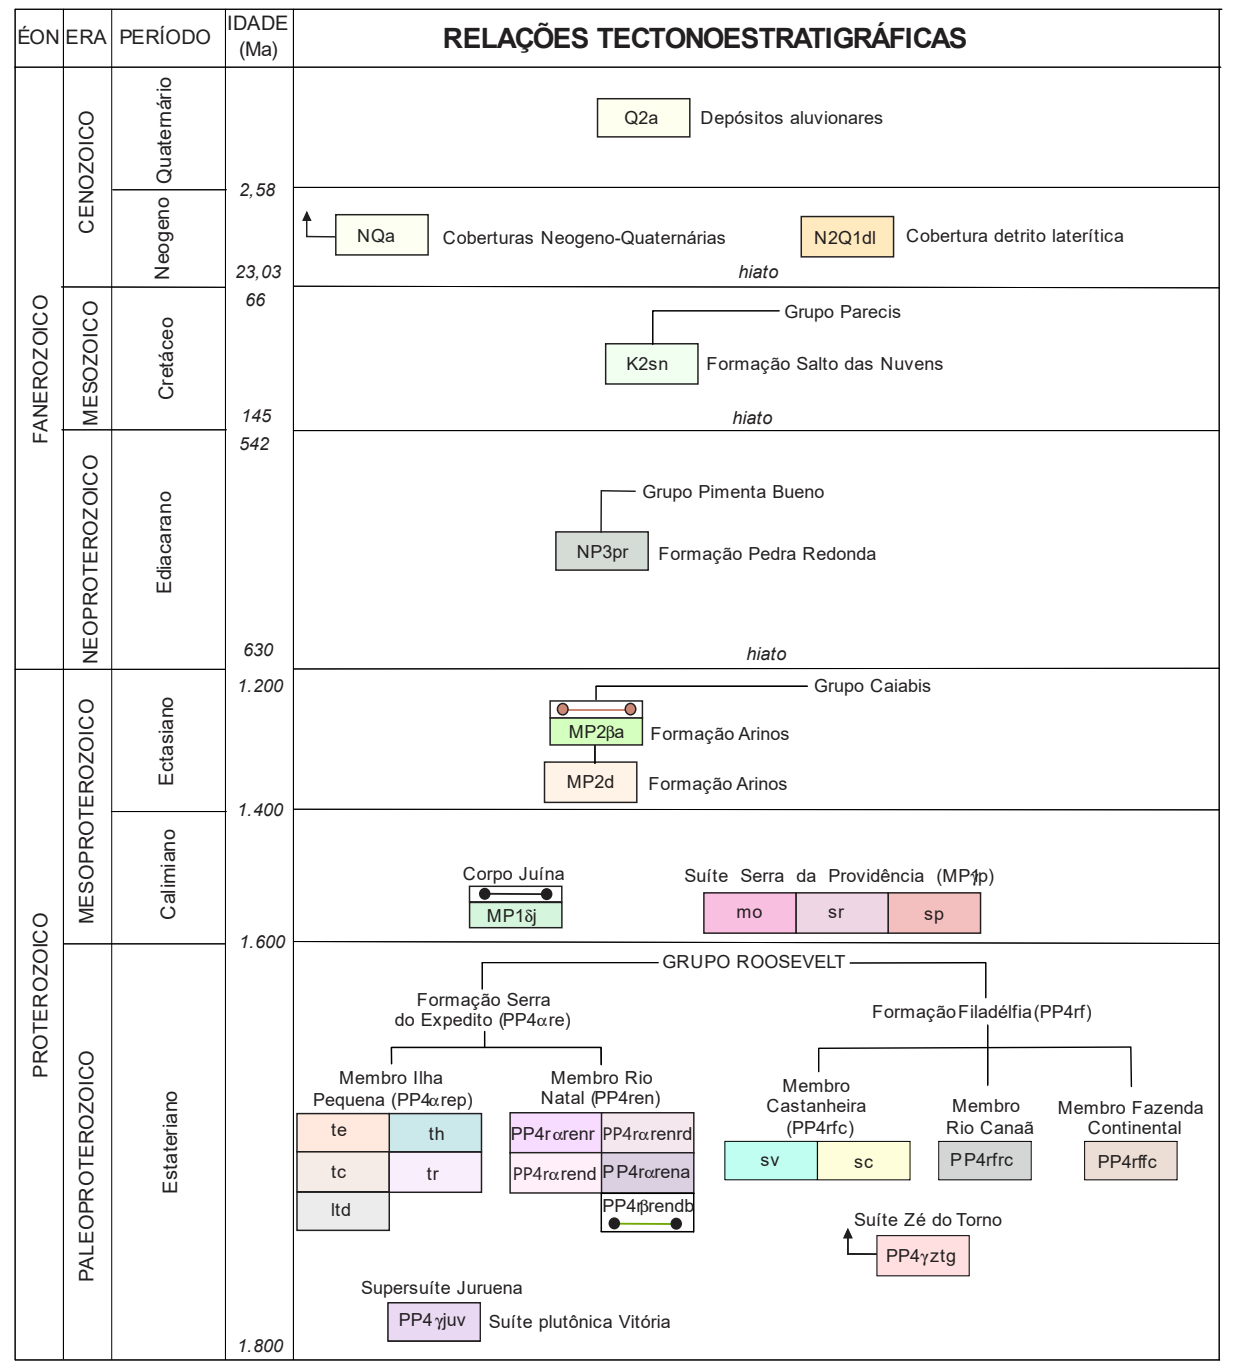 ÉON
ERA
PERÍODO
IDADE
(Ma)
RELAÇÕES TECTONOESTRATIGRÁFICAS
FANEROZOICO
CENOZOICO
Quaternário
Q2a
Depósitos aluvionares
2,58
Neogeno
NQa
Coberturas Neogeno-Quaternárias
N2Q1dl
Cobertura detrito laterítica
23,03
hiato
66
MESOZOICO
Cretáceo
Grupo Parecis
K2sn
Formação Salto das Nuvens
145
hiato
542
NEOPROTEROZOICO
Ediacarano
Grupo Pimenta Bueno
NP3pr
Formação Pedra Redonda
630
hiato
PROTEROZOICO
MESOPROTEROZOICO
1.200
Ectasiano
Grupo Caiabis
MP2βa
Formação Arinos
MP2d
Formação Arinos
1.400
Calimiano
Corpo Juína
MP1δj
Suíte Serra da Providência (MP1γp)
mo
sr
sp
1.600
PALEOPROTEROZOICO
Estateriano
GRUPO ROOSEVELT
Formação Serra
do Expedito (PP4αre)
Formação Filadélfia (PP4rf)
Membro Ilha
Pequena (PP4αrep)
te
th
tc
tr
ltd
Membro Rio
Natal (PP4ren)
PP4rαrenr
PP4rαrenrd
PP4rαrend
PP4rαrena
PP4rβrendb
Membro
Castanheira
(PP4rfc)
sv
sc
Membro
Rio Canaã
PP4rfrc
Membro Fazenda
Continental
PP4rffc
Suíte Zé do Torno
PP4γztg
Supersuíte Juruena
PP4γjuv
Suíte plutônica Vitória
1.800